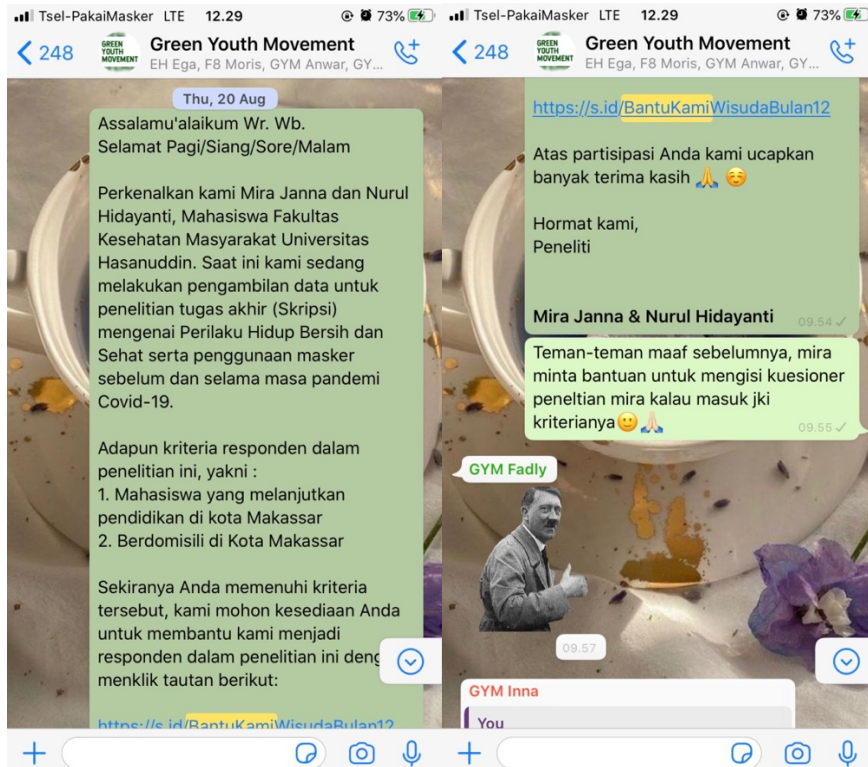 Tsel-PakaiMasker LTE 12.29 73%
248
GREEN
YOUTH
MOVEMENT
Green Youth Movement
EH Ega, F8 Moris, GYM Anwar, GY...
Thu, 20 Aug
Assalamu'alaikum Wr. Wb.
Selamat Pagi/Siang/Sore/Malam
Perkenalkan kami Mira Janna dan Nurul
Hidayanti, Mahasiswa Fakultas
Kesehatan Masyarakat Universitas
Hasanuddin. Saat ini kami sedang
melakukan pengambilan data untuk
penelitian tugas akhir (Skripsi)
mengenai Perilaku Hidup Bersih dan
Sehat serta penggunaan masker
sebelum dan selama masa pandemi
Covid-19.
Adapun kriteria responden dalam
penelitian ini, yakni :
1. Mahasiswa yang melanjutkan
pendidikan di kota Makassar
2. Berdomisili di Kota Makassar
Sekiranya Anda memenuhi kriteria
tersebut, kami mohon kesediaan Anda
untuk membantu kami menjadi
responden dalam penelitian ini deng
menklik tautan berikut:
https://s.id/BantuKamiWisudaBulan12
Tsel-PakaiMasker LTE 12.29 73%
248
GREEN
YOUTH
MOVEMENT
Green Youth Movement
EH Ega, F8 Moris, GYM Anwar, GY...
https://s.id/BantuKamiWisudaBulan12
Atas partisipasi Anda kami ucapkan
banyak terima kasih 🙏 ☺️
Hormat kami,
Peneliti
Mira Janna & Nurul Hidayanti 09.54
Teman-teman maaf sebelumnya, mira
minta bantuan untuk mengisi kuesioner
peneltian mira kalau masuk jki
kriterianya🙂🙏🏻 09.55
GYM Fadly
09.57
GYM Inna
You